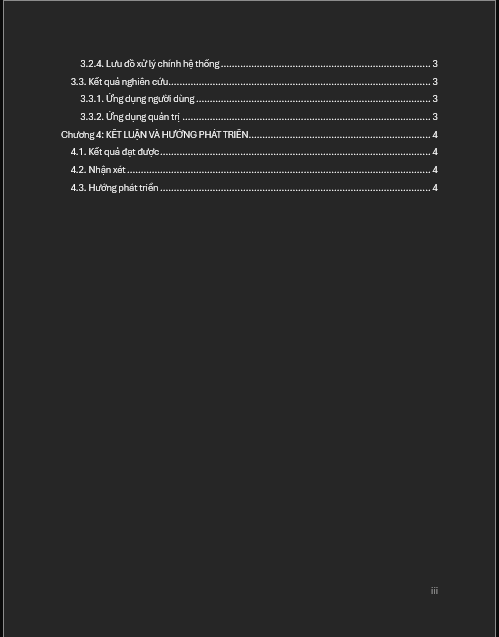 3.2.4. Lưu đồ xử lý chính hệ thống ........................................................................... 3
3.3. Kết quả nghiên cứu............................................................................................... 3
3.3.1. Ứng dụng người dùng .................................................................................... 3
3.3.2. Ứng dụng quản trị .......................................................................................... 3
Chương 4: KẾT LUẬN VÀ HƯỚNG PHÁT TRIỂN.................................................................. 4
4.1. Kết quả đạt được.................................................................................................. 4
4.2. Nhận xét .............................................................................................................. 4
4.3. Hướng phát triển .................................................................................................. 4
iii